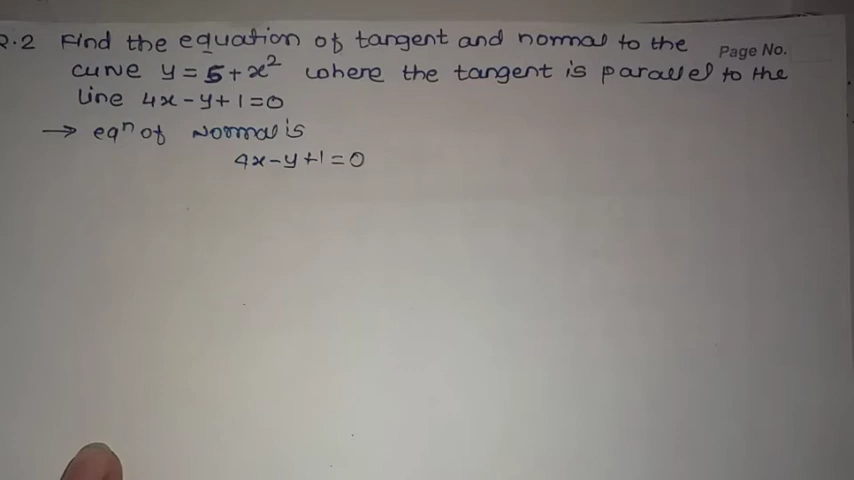 Q.2 Find the equation of tangent and normal to the
Page No.
curve y = 5 + x² where the tangent is parallel to the
line 4x - y + 1 = 0
→ eqⁿ of Normal is
4x - y + 1 = 0